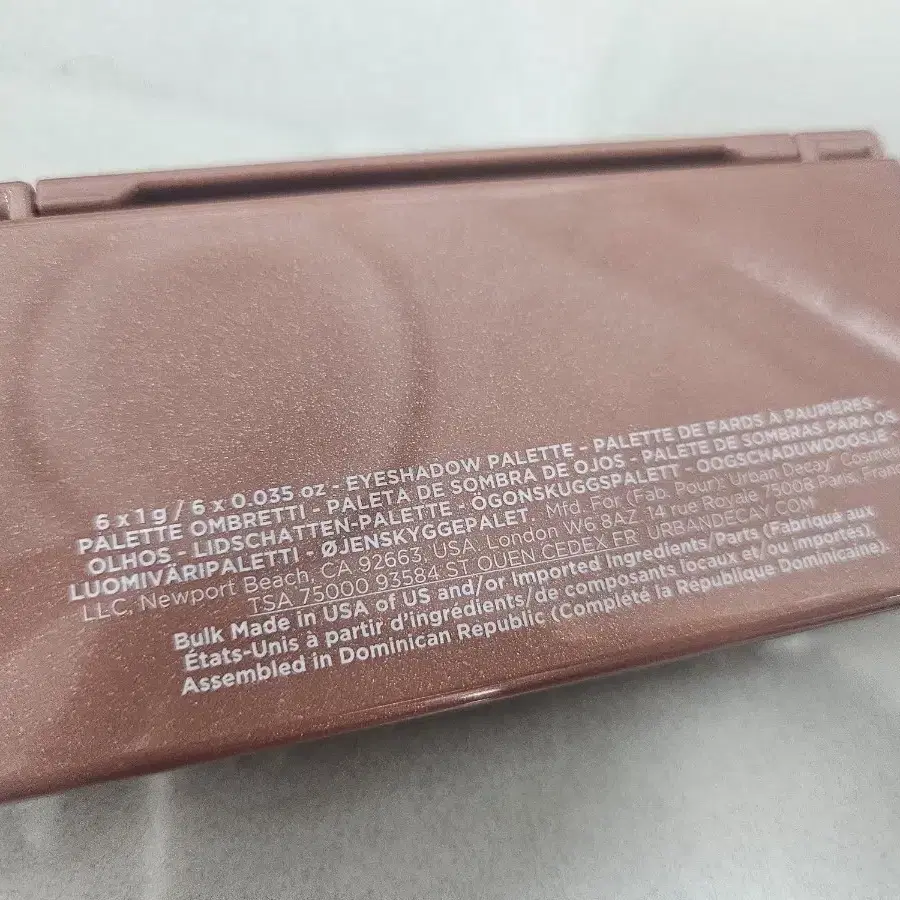 6 x 1 g / 6 x 0.035 oz - EYESHADOW PALETTE - PALETTE DE FARDS À PAUPIÈRES -
PALETTE OMBRETTI - PALETA DE SOMBRA DE OJOS - PALETE DE SOMBRAS PARA OS
OLHOS - LIDSCHATTEN-PALETTE - ÖGONSKUGGSPALETT - OOGSCHADUWDOOSJE -
LUOMIVÄRIPALETTI - ØJENSKYGGEPALET. Mfd. For (Fab. Pour): Urban Decay Cosmetics
LLC, Newport Beach, CA 92663, USA, London W6 8AZ. 14 rue Royale 75008 Paris, France
TSA 75000 93584 ST OUEN CEDEX FR URBANDECAY.COM
Bulk Made in USA of US and/or Imported Ingredients/Parts (Fabriqué aux
États-Unis à partir d'ingrédients/de composants locaux et/ou importés).
Assembled in Dominican Republic (Complété la République Dominicaine).